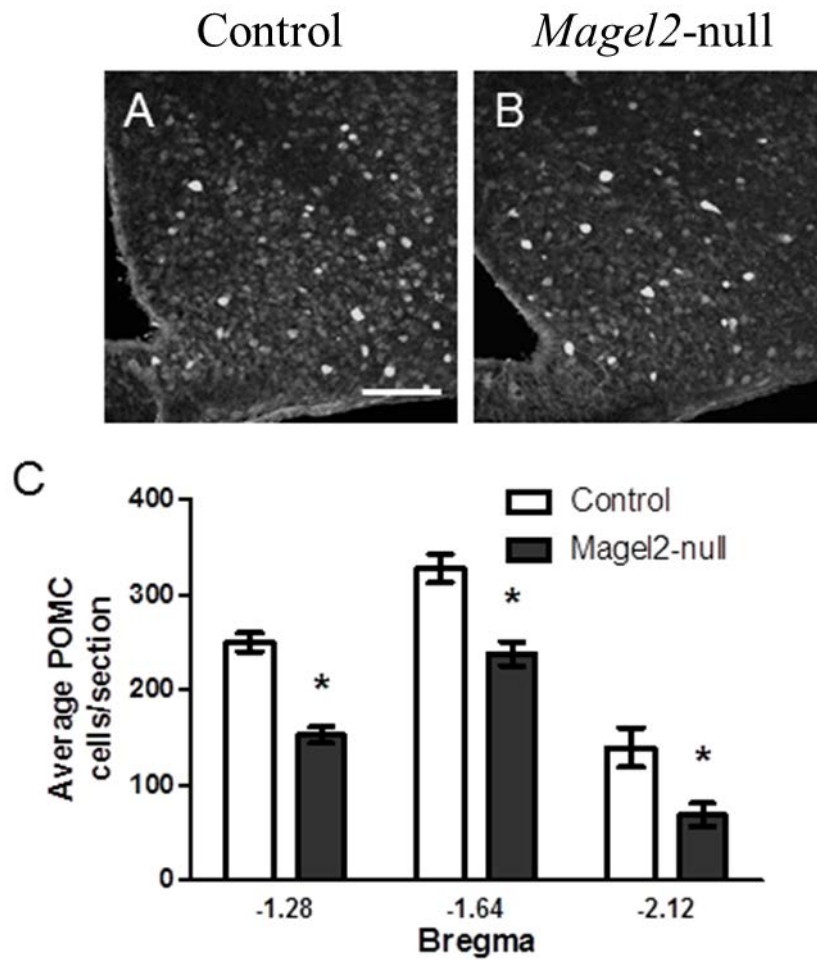 Control
Magel2-null
A
B
C
400
300
200
100
0
Average POMC
cells/section
Control
Magel2-null
*
*
*
-1.28
-1.64
-2.12
Bregma